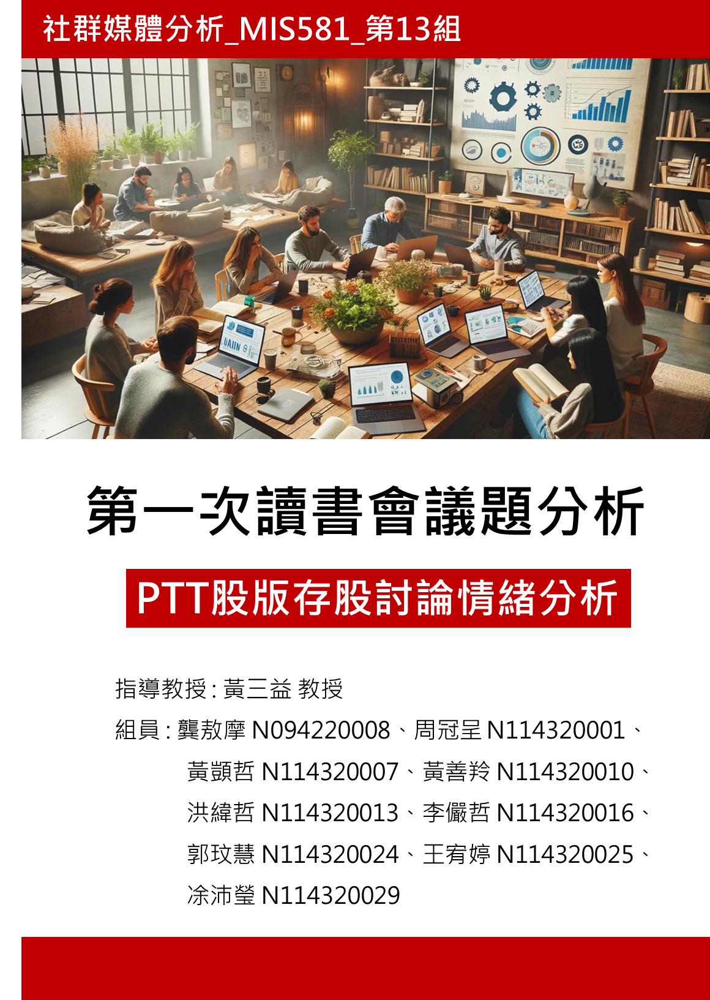 社群媒體分析_MIS581_第13組
第一次讀書會議題分析
PTT股版存股討論情緒分析
指導教授 : 黃三益 教授
組員 : 龔敖摩 N094220008、周冠呈 N114320001、
黃顗哲 N114320007、黃善羚 N114320010、
洪緯哲 N114320013、李儼哲 N114320016、
郭玟慧 N114320024、王宥婷 N114320025、
凃沛瑩 N114320029